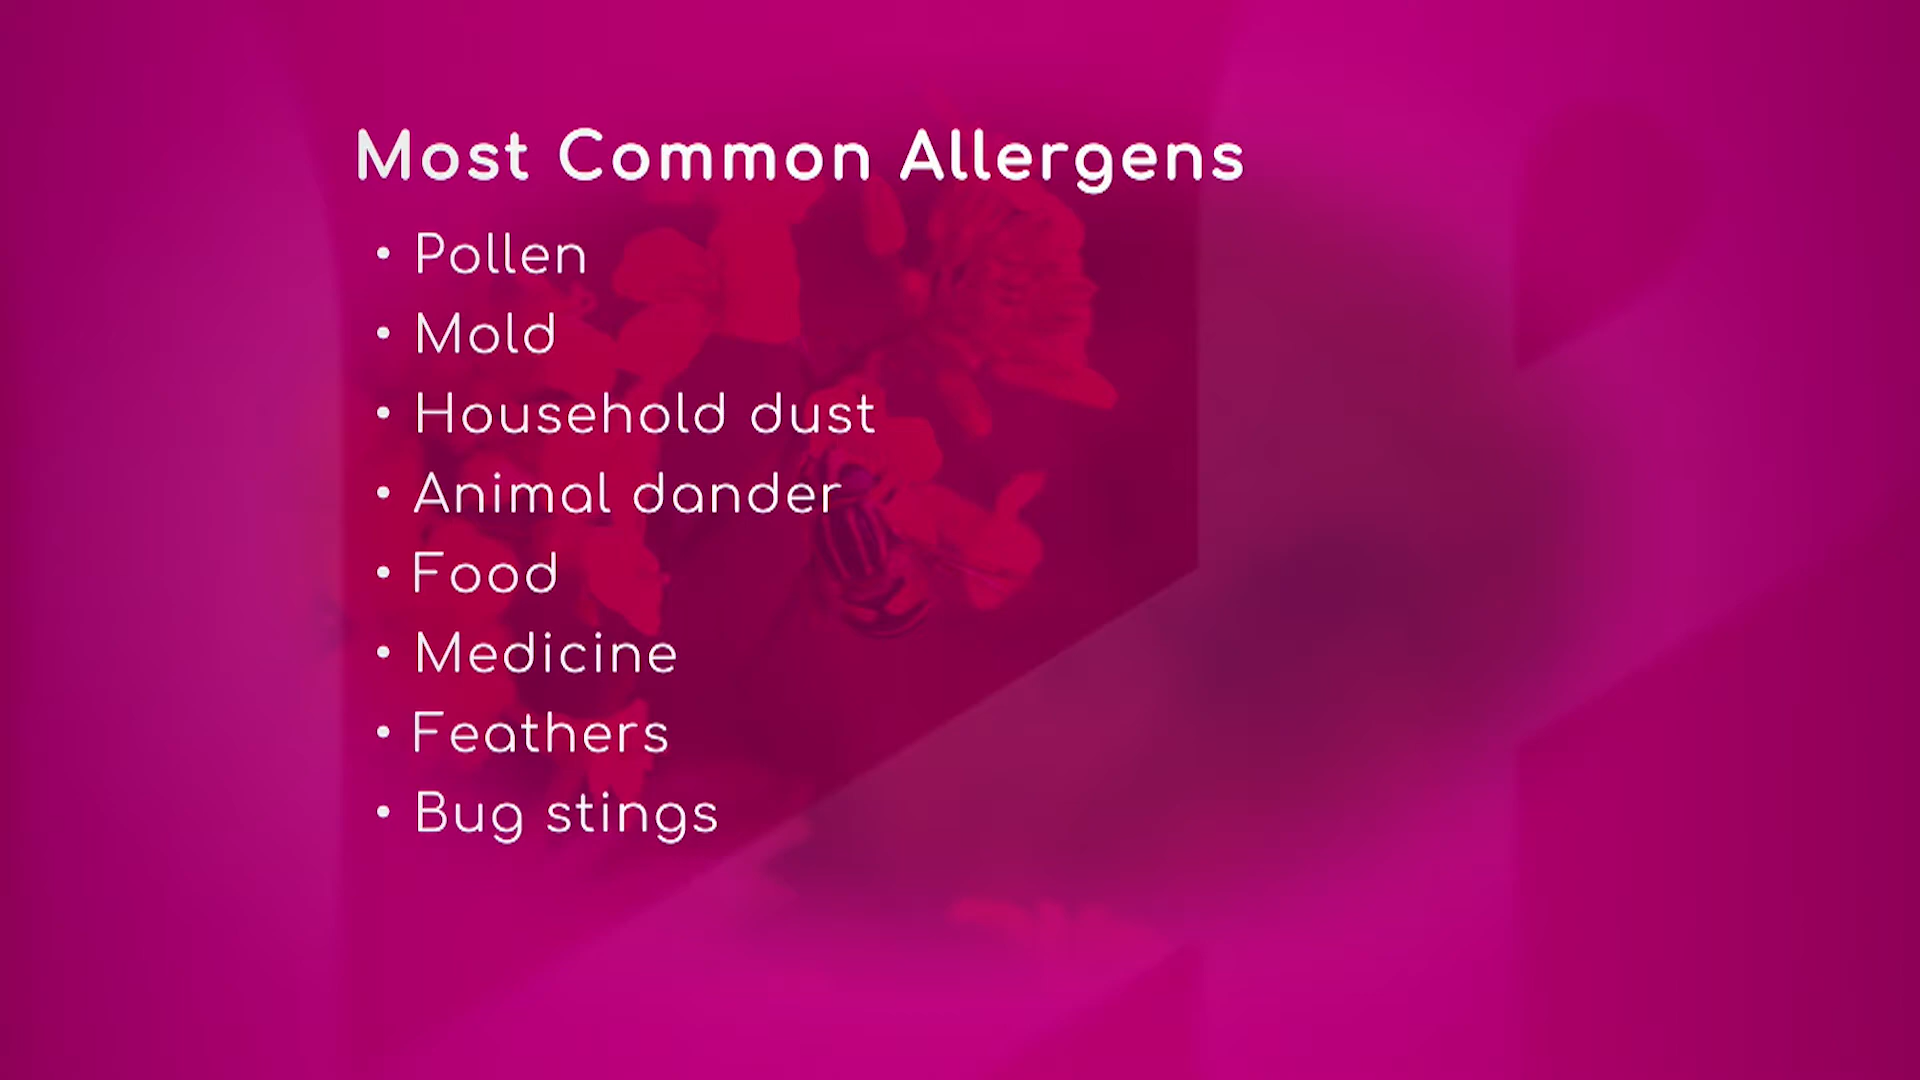 Most Common Allergens
• Pollen
• Mold
• Household dust
• Animal dander
• Food
• Medicine
• Feathers
• Bug stings